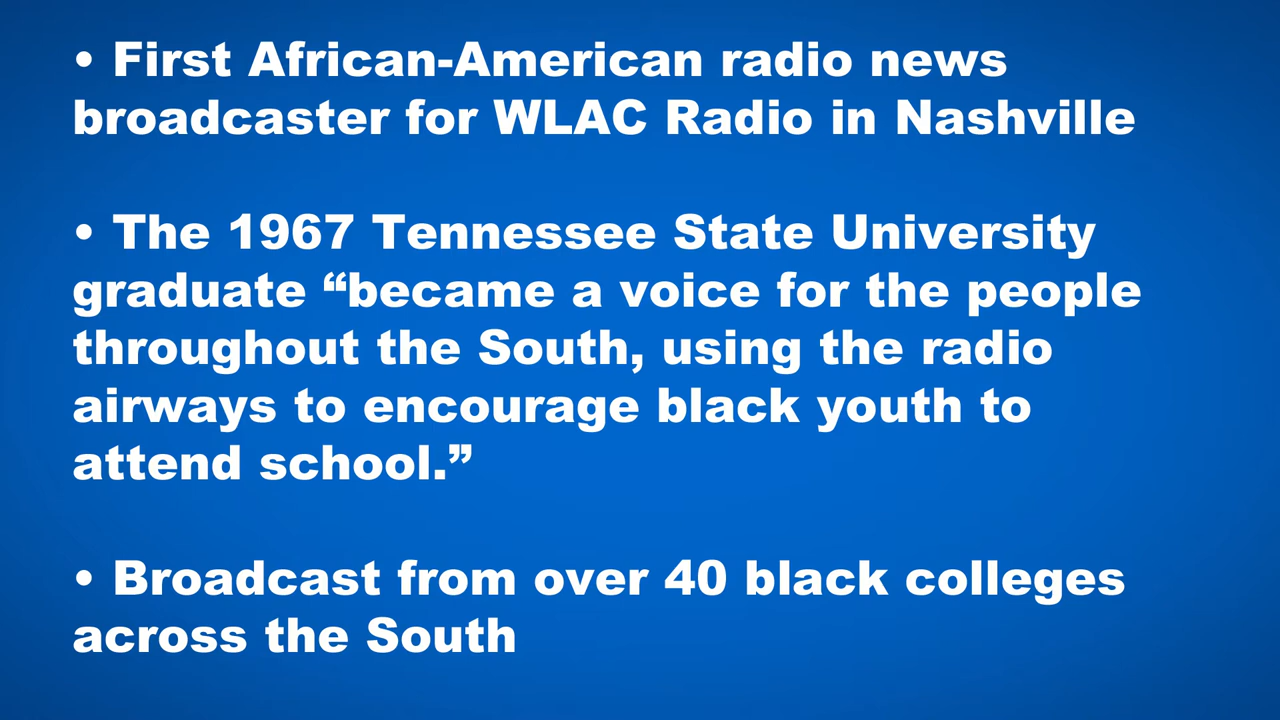 • First African-American radio news
broadcaster for WLAC Radio in Nashville
• The 1967 Tennessee State University
graduate “became a voice for the people
throughout the South, using the radio
airways to encourage black youth to
attend school.”
• Broadcast from over 40 black colleges
across the South